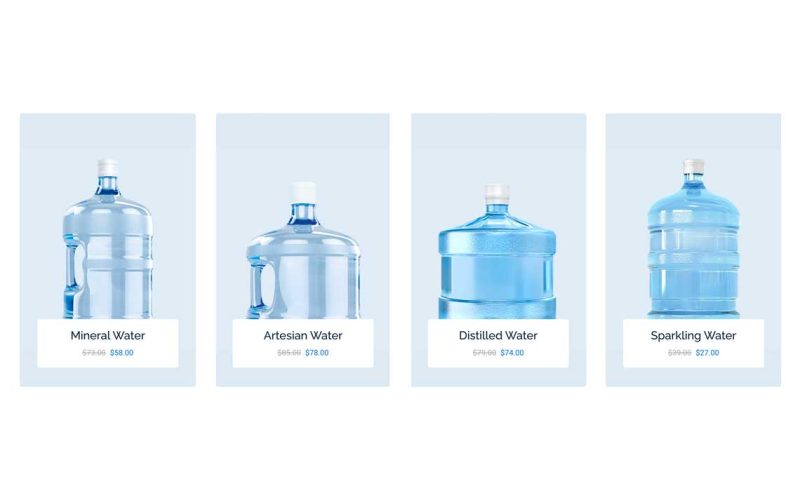 Mineral Water
$73.00 $58.00
Artesian Water
$85.00 $78.00
Distilled Water
$79.00 $74.00
Sparkling Water
$39.00 $27.00